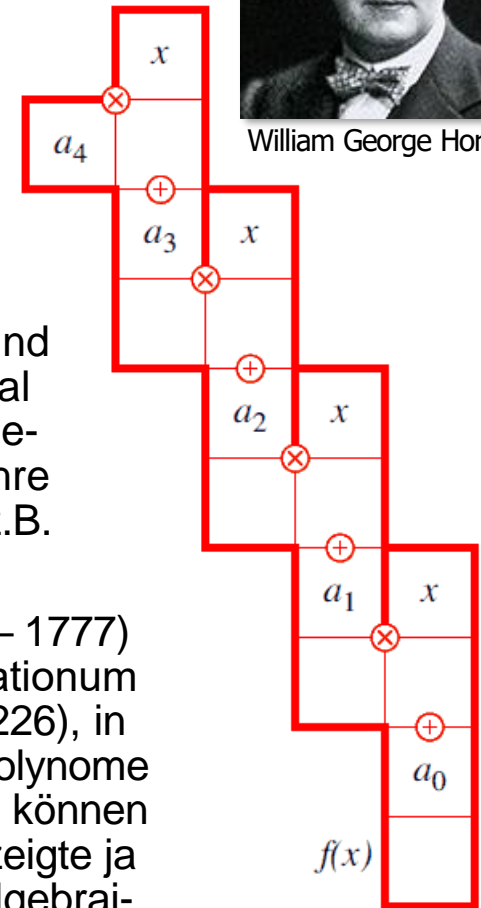 x
William George Hor
a₄
a₃ x
a₂ x
a₁ x
a₀
f(x)
nd
al
e-
hre
z.B.
– 1777)
ationum
226), in
olynome
können
zeigte ja
lgebrai-